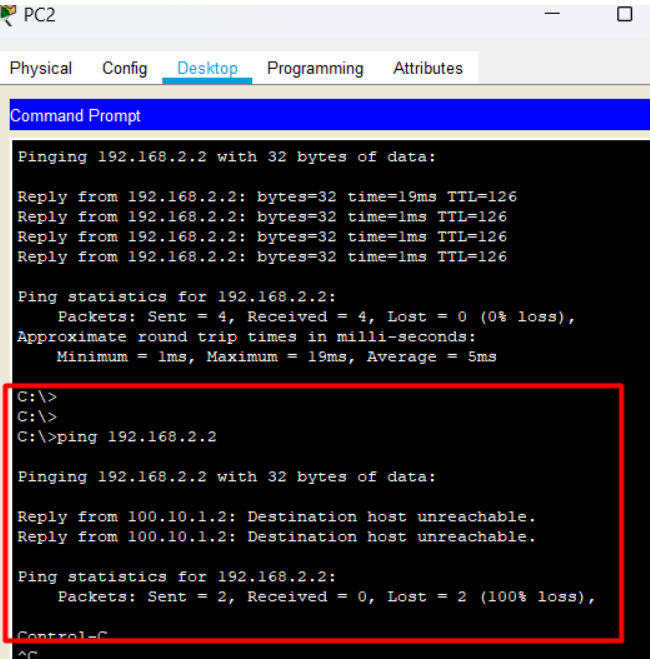 PC2
Physical Config Desktop Programming Attributes
Command Prompt
Pinging 192.168.2.2 with 32 bytes of data:
Reply from 192.168.2.2: bytes=32 time=19ms TTL=126
Reply from 192.168.2.2: bytes=32 time=1ms TTL=126
Reply from 192.168.2.2: bytes=32 time=1ms TTL=126
Reply from 192.168.2.2: bytes=32 time=1ms TTL=126
Ping statistics for 192.168.2.2:
Packets: Sent = 4, Received = 4, Lost = 0 (0% loss),
Approximate round trip times in milli-seconds:
Minimum = 1ms, Maximum = 19ms, Average = 5ms
C:\>
C:\>
C:\>ping 192.168.2.2
Pinging 192.168.2.2 with 32 bytes of data:
Reply from 100.10.1.2: Destination host unreachable.
Reply from 100.10.1.2: Destination host unreachable.
Ping statistics for 192.168.2.2:
Packets: Sent = 2, Received = 0, Lost = 2 (100% loss),
Control-C
^C